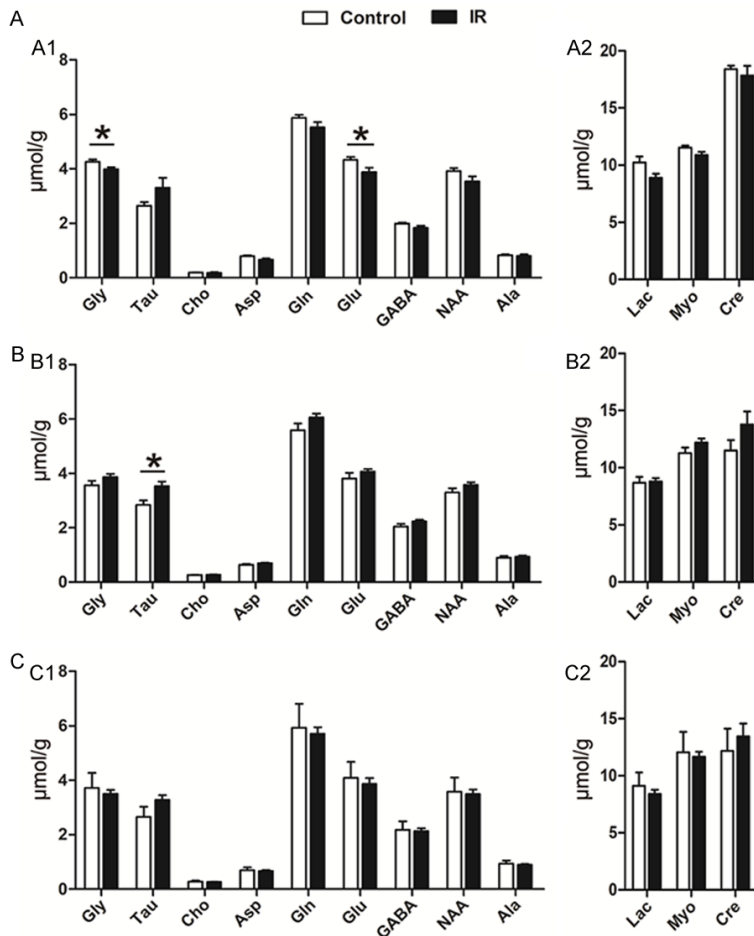 A
Control IR
A1 A2
8 20
6 15
4 10
2 5
0 0
μmol/g μmol/g
* *
Gly Tau Cho Asp Gln Glu GABA NAA Ala Lac Myo Cre
B
B1 B2
8 20
6 15
4 10
2 5
0 0
μmol/g μmol/g
*
Gly Tau Cho Asp Gln Glu GABA NAA Ala Lac Myo Cre
C
C1 C2
8 20
6 15
4 10
2 5
0 0
μmol/g μmol/g
Gly Tau Cho Asp Gln Glu GABA NAA Ala Lac Myo Cre